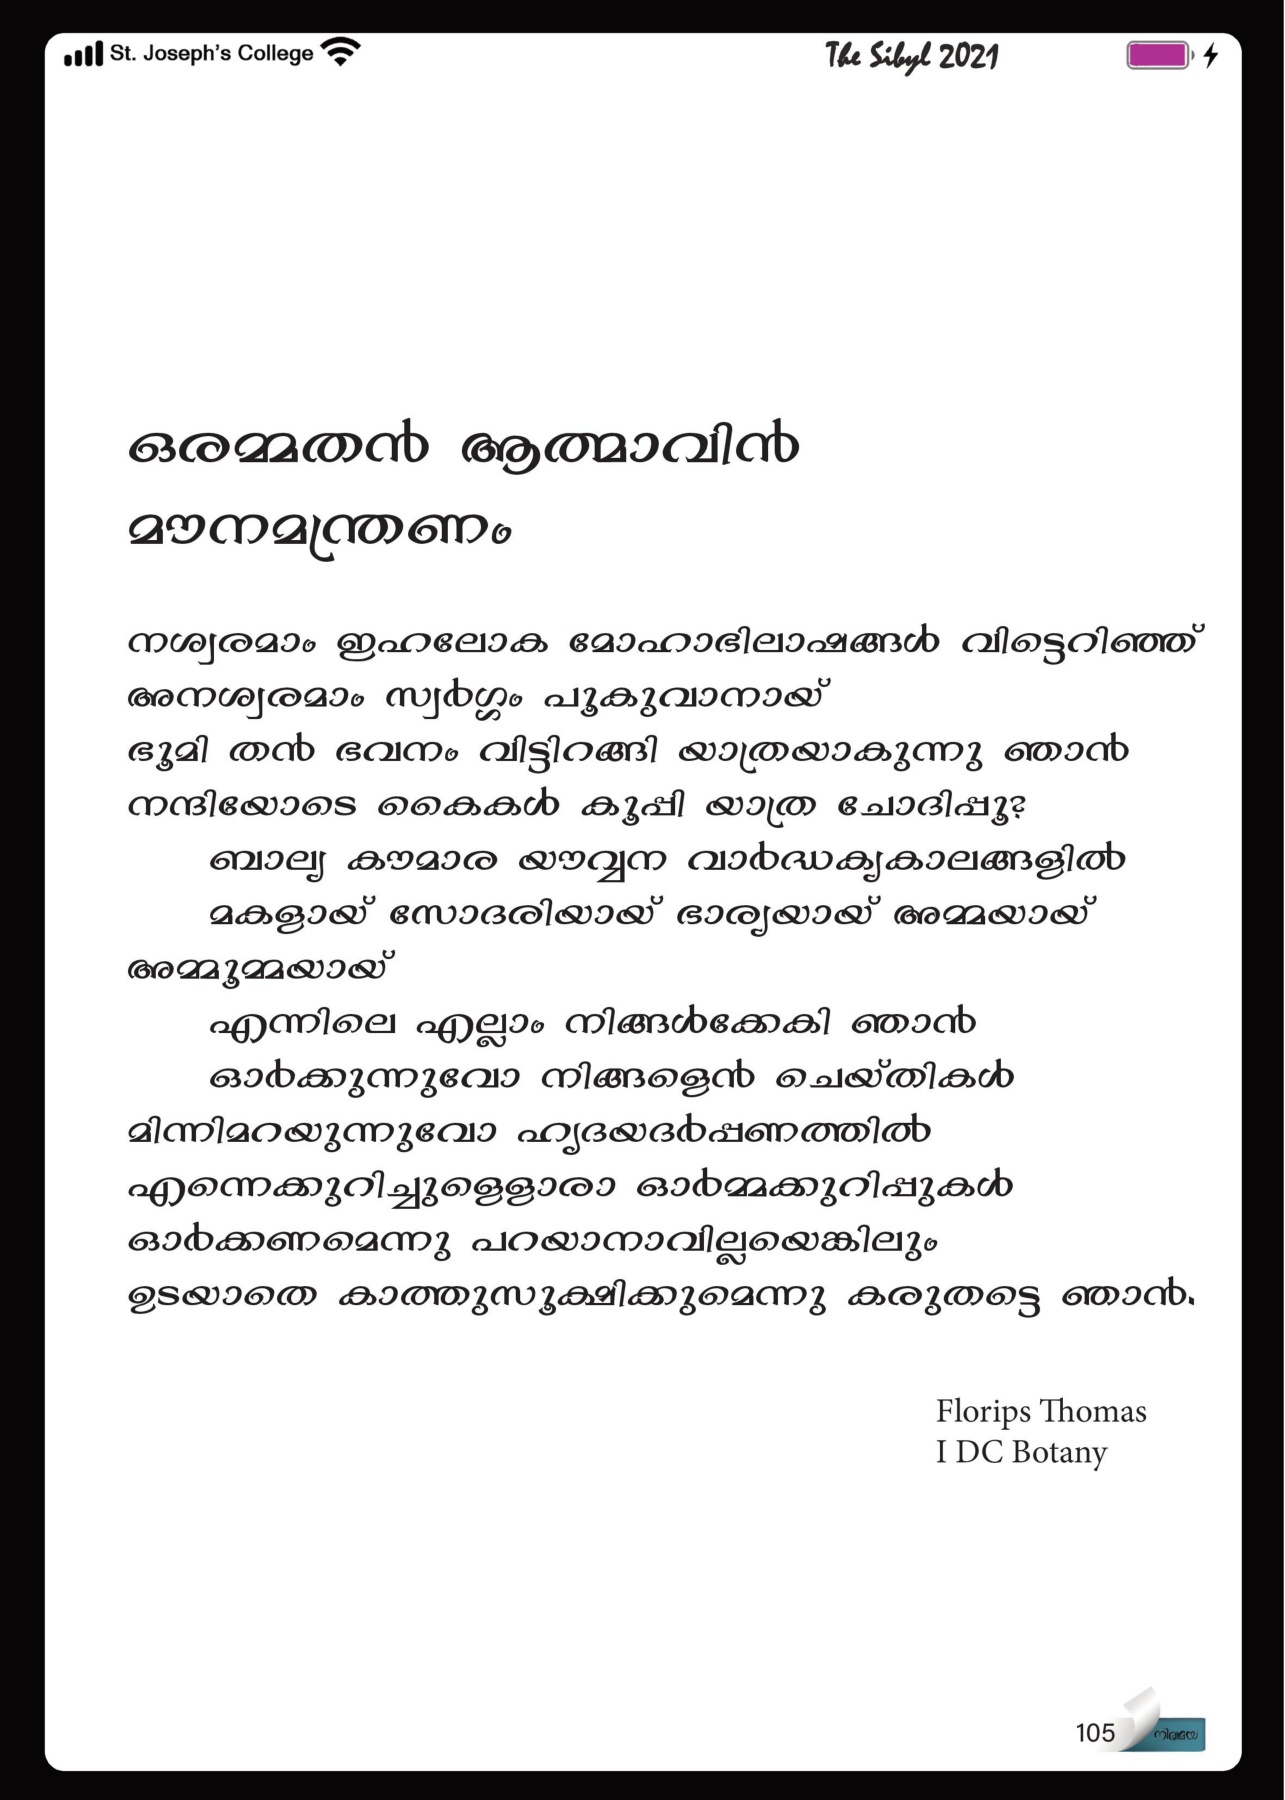 St. Joseph's College
The Sibyl 2021
ഒരമ്മതൻ ആത്മാവിൻ
മൗനമന്ത്രണം
നശ്വരമാം ഇഹലോക മോഹാഭിലാഷങ്ങൾ വിട്ടെറിഞ്ഞ്
അനശ്വരമാം സ്വർഗ്ഗം പൂകുവാനായ്
ഭൂമി തൻ ഭവനം വിട്ടിറങ്ങി യാത്രയാകുന്നു ഞാൻ
നന്ദിയോടെ കൈകൾ കൂപ്പി യാത്ര ചോദിപ്പൂ?
ബാല്യ കൗമാര യൗവ്വന വാർദ്ധക്യകാലങ്ങളിൽ
മകളായ് സോദരിയായ് ഭാര്യയായ് അമ്മയായ്
അമ്മൂമ്മയായ്
എന്നിലെ എല്ലാം നിങ്ങൾക്കേകി ഞാൻ
ഓർക്കുന്നുവോ നിങ്ങളെൻ ചെയ്തികൾ
മിന്നിമറയുന്നുവോ ഹൃദയദർപ്പണത്തിൽ
എന്നെക്കുറിച്ചുള്ളൊരാ ഓർമ്മക്കുറിപ്പുകൾ
ഓർക്കണമെന്നു പറയാനാവില്ലയെങ്കിലും
ഉടയാതെ കാത്തുസൂക്ഷിക്കുമെന്നു കരുതട്ടെ ഞാൻ.
Florips Thomas
I DC Botany
105